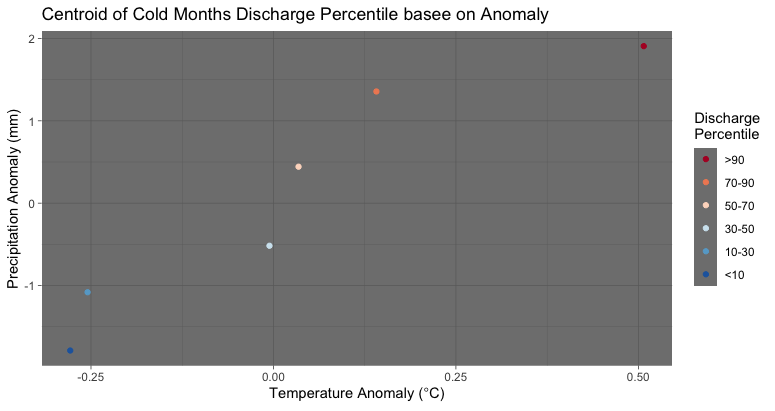 Centroid of Cold Months Discharge Percentile basee on Anomaly
Precipitation Anomaly (mm)
2
1
0
-1
-0.25
0.00
0.25
0.50
Temperature Anomaly (°C)
Discharge
Percentile
>90
70-90
50-70
30-50
10-30
<10